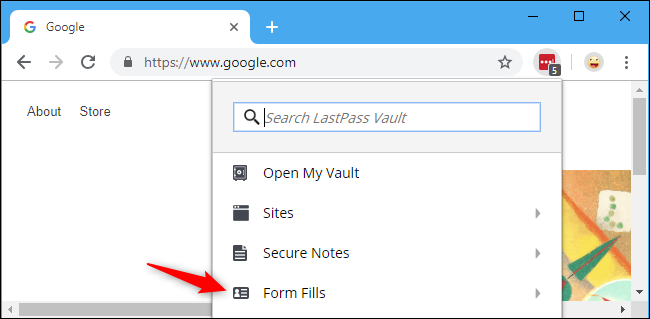 Google
https://www.google.com
5
About Store
Search LastPass Vault
Open My Vault
Sites
Secure Notes
Form Fills